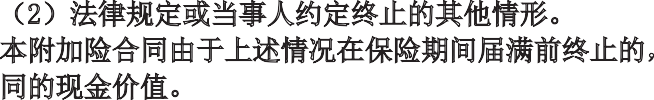 （2）法律规定或当事人约定终止的其他情形。
本附加险合同由于上述情况在保险期间届满前终止的，
同的现金价值。